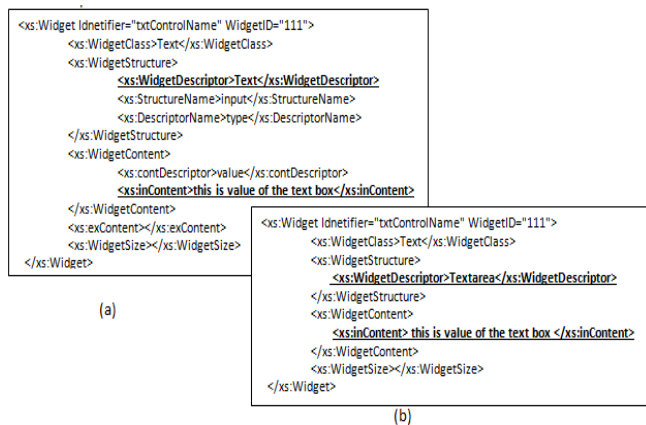 <xs:Widget Idnetifier="txtControlName" WidgetID="111">
<xs:WidgetClass>Text</xs:WidgetClass>
<xs:WidgetStructure>
<xs:WidgetDescriptor>Text</xs:WidgetDescriptor>
<xs:StructureName>input</xs:StructureName>
<xs:DescriptorName>type</xs:DescriptorName>
</xs:WidgetStructure>
<xs:WidgetContent>
<xs:contDescriptor>value</xs:contDescriptor>
<xs:inContent>this is value of the text box</xs:inContent>
</xs:WidgetContent>
<xs:exContent></xs:exContent>
<xs:WidgetSize></xs:WidgetSize>
</xs:Widget>
(a)
<xs:Widget Idnetifier="txtControlName" WidgetID="111">
<xs:WidgetClass>Text</xs:WidgetClass>
<xs:WidgetStructure>
<xs:WidgetDescriptor>Textarea</xs:WidgetDescriptor>
</xs:WidgetStructure>
<xs:WidgetContent>
<xs:inContent> this is value of the text box </xs:inContent>
</xs:WidgetContent>
<xs:WidgetSize></xs:WidgetSize>
</xs:Widget>
(b)